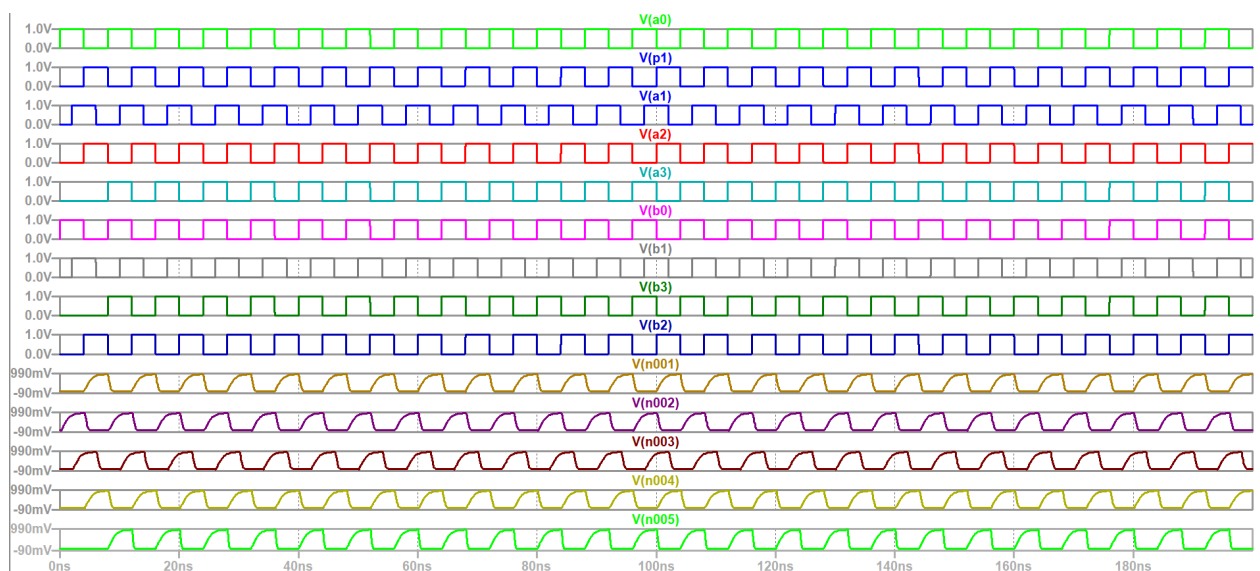 V(a0)
1.0V
0.0V
V(p1)
1.0V
0.0V
V(a1)
1.0V
0.0V
V(a2)
1.0V
0.0V
V(a3)
1.0V
0.0V
V(b0)
1.0V
0.0V
V(b1)
1.0V
0.0V
V(b3)
1.0V
0.0V
V(b2)
1.0V
0.0V
V(n001)
990mV
-90mV
V(n002)
990mV
-90mV
V(n003)
990mV
-90mV
V(n004)
990mV
-90mV
V(n005)
990mV
-90mV
0ns 20ns 40ns 60ns 80ns 100ns 120ns 140ns 160ns 180ns